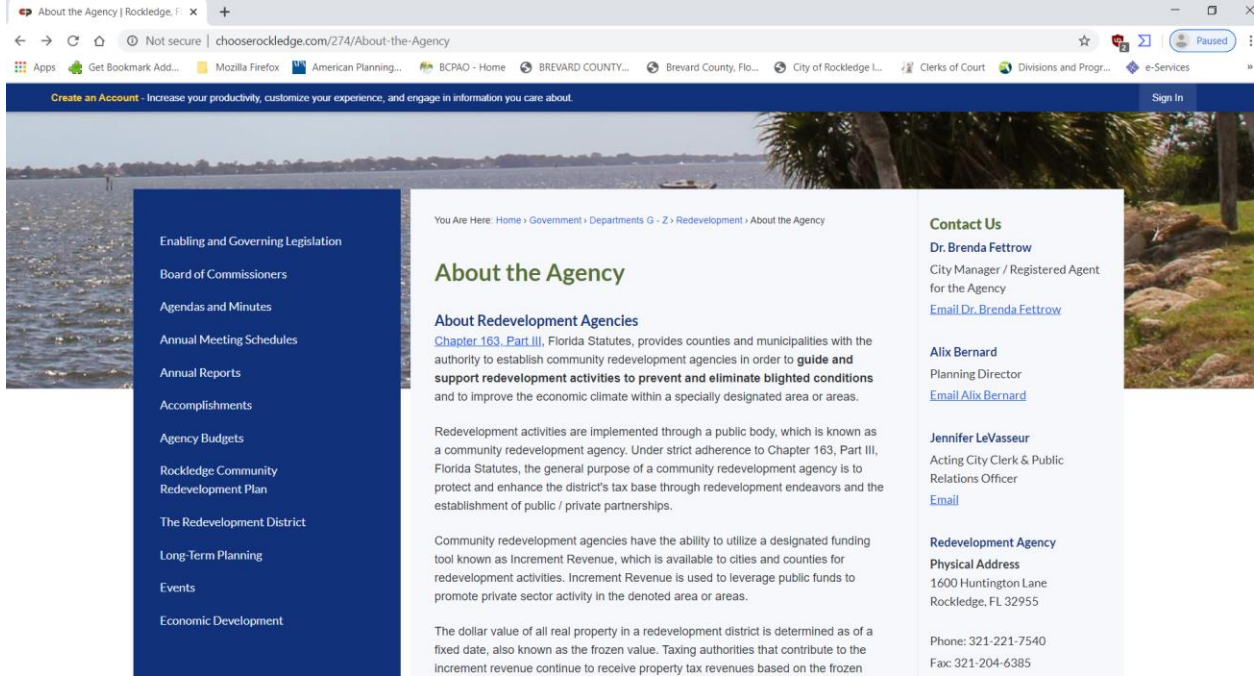 About the Agency | Rockledge, F
Not secure | chooserockledge.com/274/About-the-Agency
Paused
2
Apps
Get Bookmark Add...
Mozilla Firefox
American Planning...
BCPAO - Home
BREVARD COUNTY...
Brevard County, Flo...
City of Rockledge I...
Clerks of Court
Divisions and Progr...
e-Services
Create an Account - Increase your productivity, customize your experience, and engage in information you care about.
Sign In
Enabling and Governing Legislation
Board of Commissioners
Agendas and Minutes
Annual Meeting Schedules
Annual Reports
Accomplishments
Agency Budgets
Rockledge Community
Redevelopment Plan
The Redevelopment District
Long-Term Planning
Events
Economic Development
You Are Here: Home › Government › Departments G - Z › Redevelopment › About the Agency
About the Agency
About Redevelopment Agencies
Chapter 163, Part III, Florida Statutes, provides counties and municipalities with the
authority to establish community redevelopment agencies in order to guide and
support redevelopment activities to prevent and eliminate blighted conditions
and to improve the economic climate within a specially designated area or areas.
Redevelopment activities are implemented through a public body, which is known as
a community redevelopment agency. Under strict adherence to Chapter 163, Part III,
Florida Statutes, the general purpose of a community redevelopment agency is to
protect and enhance the district's tax base through redevelopment endeavors and the
establishment of public / private partnerships.
Community redevelopment agencies have the ability to utilize a designated funding
tool known as Increment Revenue, which is available to cities and counties for
redevelopment activities. Increment Revenue is used to leverage public funds to
promote private sector activity in the denoted area or areas.
The dollar value of all real property in a redevelopment district is determined as of a
fixed date, also known as the frozen value. Taxing authorities that contribute to the
increment revenue continue to receive property tax revenues based on the frozen
Contact Us
Dr. Brenda Fettrow
City Manager / Registered Agent
for the Agency
Email Dr. Brenda Fettrow
Alix Bernard
Planning Director
Email Alix Bernard
Jennifer LeVasseur
Acting City Clerk & Public
Relations Officer
Email
Redevelopment Agency
Physical Address
1600 Huntington Lane
Rockledge, FL 32955
Phone: 321-221-7540
Fax: 321-204-6385